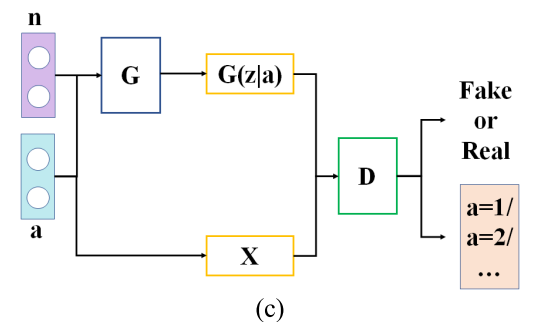 n
G
G(z|a)
Fake
or
Real
D
a
X
a=1/
a=2/
...
(c)